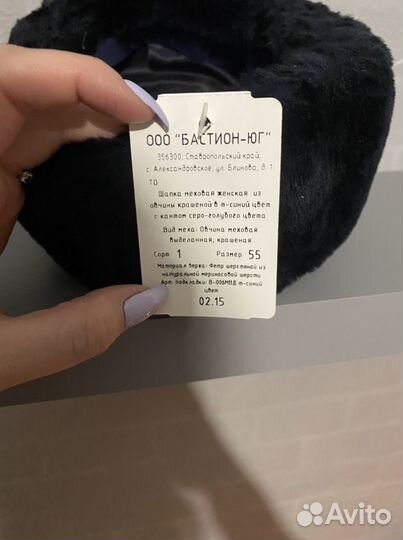 ООО "БАСТИОН-ЮГ"
356300, Ставропольский край,
с. Александровское, ул. Блинова, д. 1
ТО
Шапка меховая женская из
овчины крашеной в т-синий цвет
с кантом серо-голубого цвета
Вид меха: Овчина меховая
выделанная, крашеная
Сорт 1 Размер 55
Материал верха: Фетр шерстяной из
натуральной мериносовой шерсти
Арт. подкладки: В-006МВД т-синий
цвет
02.15
Avito